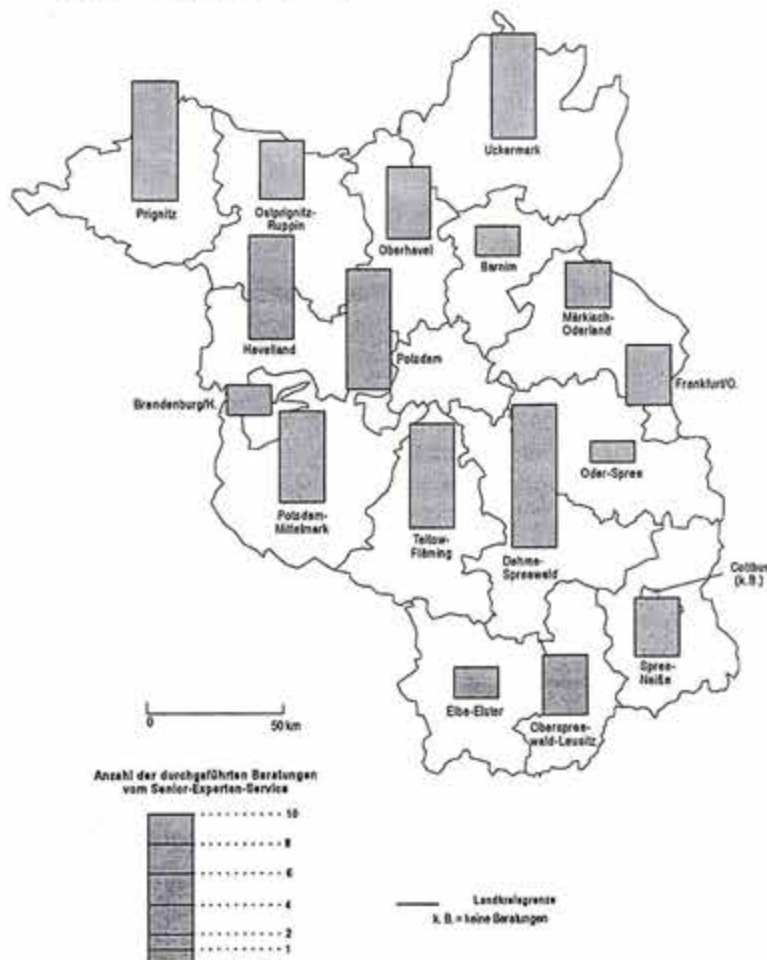 Uckermark
Prignitz
Ostprignitz-
Ruppin
Oberhavel
Barnim
Havelland
Potsdam
Märkisch-
Oderland
Frankfurt/O.
Brandenburg/H.
Potsdam-
Mittelmark
Teltow-
Fläming
Dahme-
Spreewald
Oder-Spree
Cottbus
(k.B.)
Spree-
Neiße
Elbe-Elster
Oberspree-
wald-Lausitz
0 50 km
Anzahl der durchgeführten Beratungen
vom Senior-Experten-Service
10
8
6
4
2
1
Landkreisgrenze
k. B. = keine Beratungen